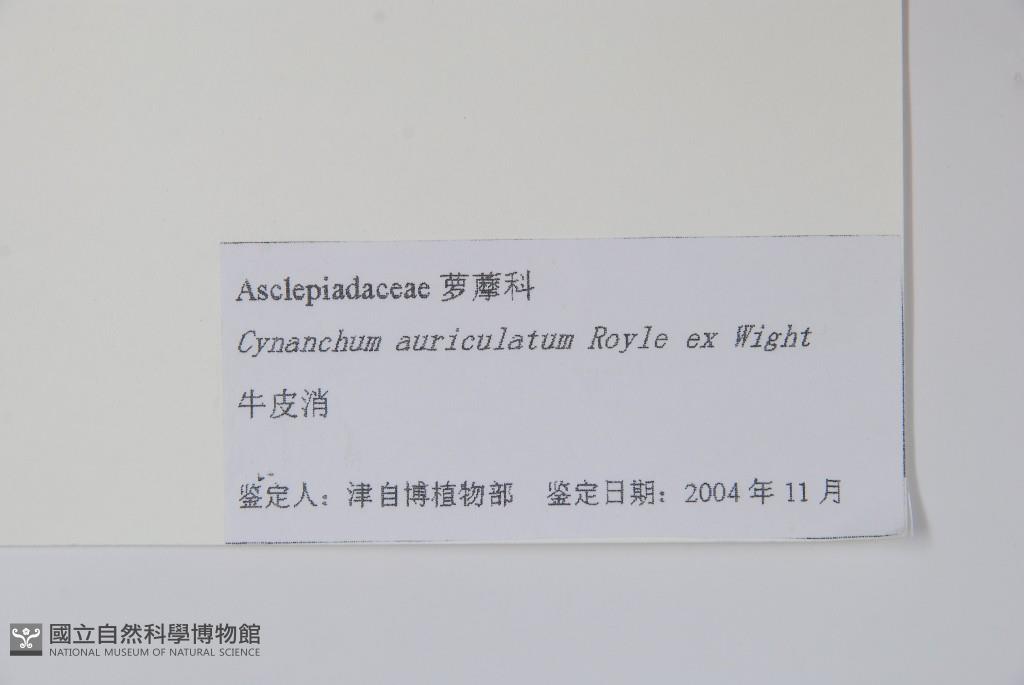 Asclepiadaceae 萝藦科
Cynanchum auriculatum Royle ex Wight
牛皮消
鉴定人：津自博植物部 鉴定日期：2004 年 11 月
國立自然科學博物館
NATIONAL MUSEUM OF NATURAL SCIENCE